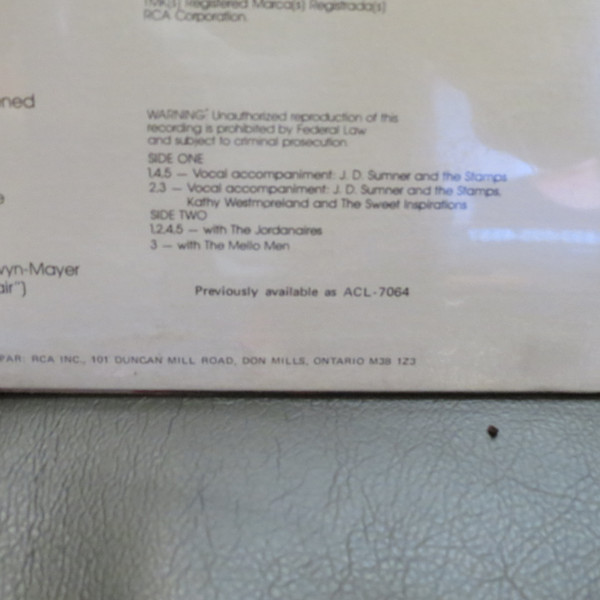 TMK(s) Registered Marca(s) Registrada(s)
RCA Corporation.
ned
WARNING: Unauthorized reproduction of this
recording is prohibited by Federal Law
and subject to criminal prosecution.
SIDE ONE
1,4,5 — Vocal accompaniment: J. D. Sumner and the Stamps
2,3 — Vocal accompaniment: J. D. Sumner and the Stamps,
Kathy Westmoreland and The Sweet Inspirations
SIDE TWO
1,2,4,5 — with The Jordanaires
3 — with The Mello Men
e
wyn-Mayer
air")
Previously available as ACL-7064
PAR: RCA INC., 101 DUNCAN MILL ROAD, DON MILLS, ONTARIO M3B 1Z3